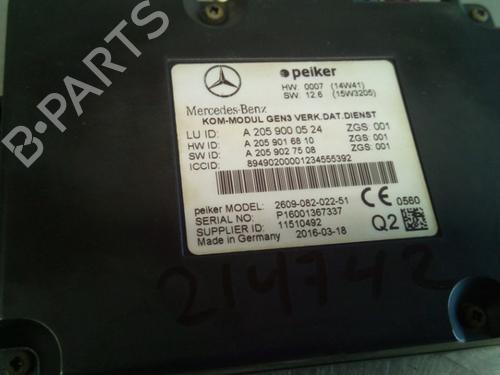 peiker
HW: 0007 (14W41)
SW: 12.6 (15W3205)
Mercedes-Benz
KOM-MODUL GEN3 VERK.DAT.DIENST
LU ID: A 205 900 05 24 ZGS: 001
HW ID: A 205 901 68 10 ZGS: 001
SW ID: A 205 902 75 08 ZGS: 001
ICCID: 89490200001234555392
peiker MODEL: 2609-082-022-51
SERIAL NO: P16001367337
SUPPLIER ID: 11510492
Made in Germany 2016-03-18
CE 0560
Q2
214742
B-PARTS